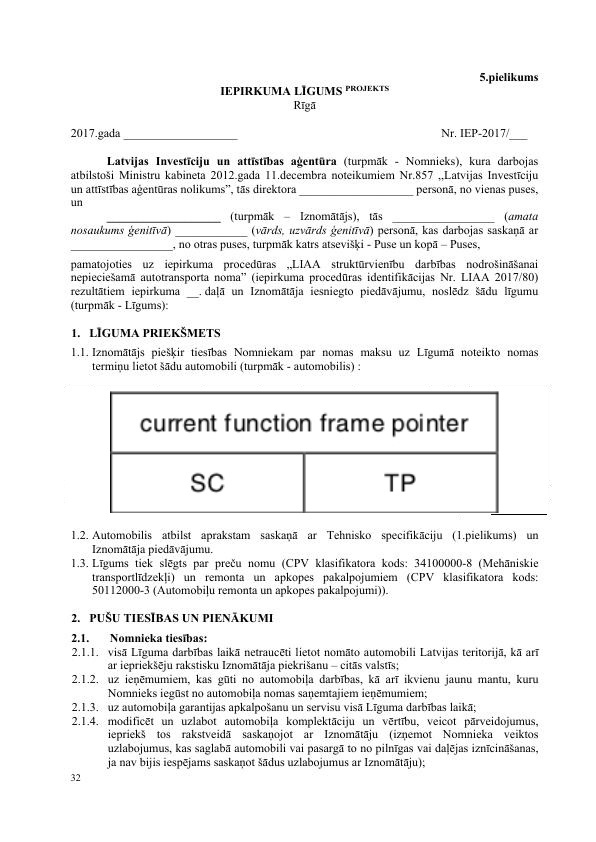 5.pielikums
IEPIRKUMA LĪGUMS PROJEKTS
Rīgā
2017.gada ___________________ Nr. IEP-2017/___
Latvijas Investīciju un attīstības aģentūra (turpmāk - Nomnieks), kura darbojas
atbilstoši Ministru kabineta 2012.gada 11.decembra noteikumiem Nr.857 „Latvijas Investīciju
un attīstības aģentūras nolikums”, tās direktora ___________________ personā, no vienas puses,
un
___________________ (turpmāk – Iznomātājs), tās _________________ (amata
nosaukums ģenitīvā) ____________ (vārds, uzvārds ģenitīvā) personā, kas darbojas saskaņā ar
_________________, no otras puses, turpmāk katrs atsevišķi - Puse un kopā – Puses,
pamatojoties uz iepirkuma procedūras „LIAA struktūrvienību darbības nodrošināšanai
nepieciešamā autotransporta noma” (iepirkuma procedūras identifikācijas Nr. LIAA 2017/80)
rezultātiem iepirkuma __. daļā un Iznomātāja iesniegto piedāvājumu, noslēdz šādu līgumu
(turpmāk - Līgums):
1. LĪGUMA PRIEKŠMETS
1.1. Iznomātājs piešķir tiesības Nomniekam par nomas maksu uz Līgumā noteikto nomas
termiņu lietot šādu automobili (turpmāk - automobilis) :
current function frame pointer
SC TP
1.2. Automobilis atbilst aprakstam saskaņā ar Tehnisko specifikāciju (1.pielikums) un
Iznomātāja piedāvājumu.
1.3. Līgums tiek slēgts par preču nomu (CPV klasifikatora kods: 34100000-8 (Mehāniskie
transportlīdzekļi) un remonta un apkopes pakalpojumiem (CPV klasifikatora kods:
50112000-3 (Automobiļu remonta un apkopes pakalpojumi)).
2. PUŠU TIESĪBAS UN PIENĀKUMI
2.1. Nomnieka tiesības:
2.1.1. visā Līguma darbības laikā netraucēti lietot nomāto automobili Latvijas teritorijā, kā arī
ar iepriekšēju rakstisku Iznomātāja piekrišanu – citās valstīs;
2.1.2. uz ieņēmumiem, kas gūti no automobiļa darbības, kā arī ikvienu jaunu mantu, kuru
Nomnieks iegūst no automobiļa nomas saņemtajiem ieņēmumiem;
2.1.3. uz automobiļa garantijas apkalpošanu un servisu visā Līguma darbības laikā;
2.1.4. modificēt un uzlabot automobiļa komplektāciju un vērtību, veicot pārveidojumus,
iepriekš tos rakstveidā saskaņojot ar Iznomātāju (izņemot Nomnieka veiktos
uzlabojumus, kas saglabā automobili vai pasargā to no pilnīgas vai daļējas iznīcināšanas,
ja nav bijis iespējams saskaņot šādus uzlabojumus ar Iznomātāju);
32